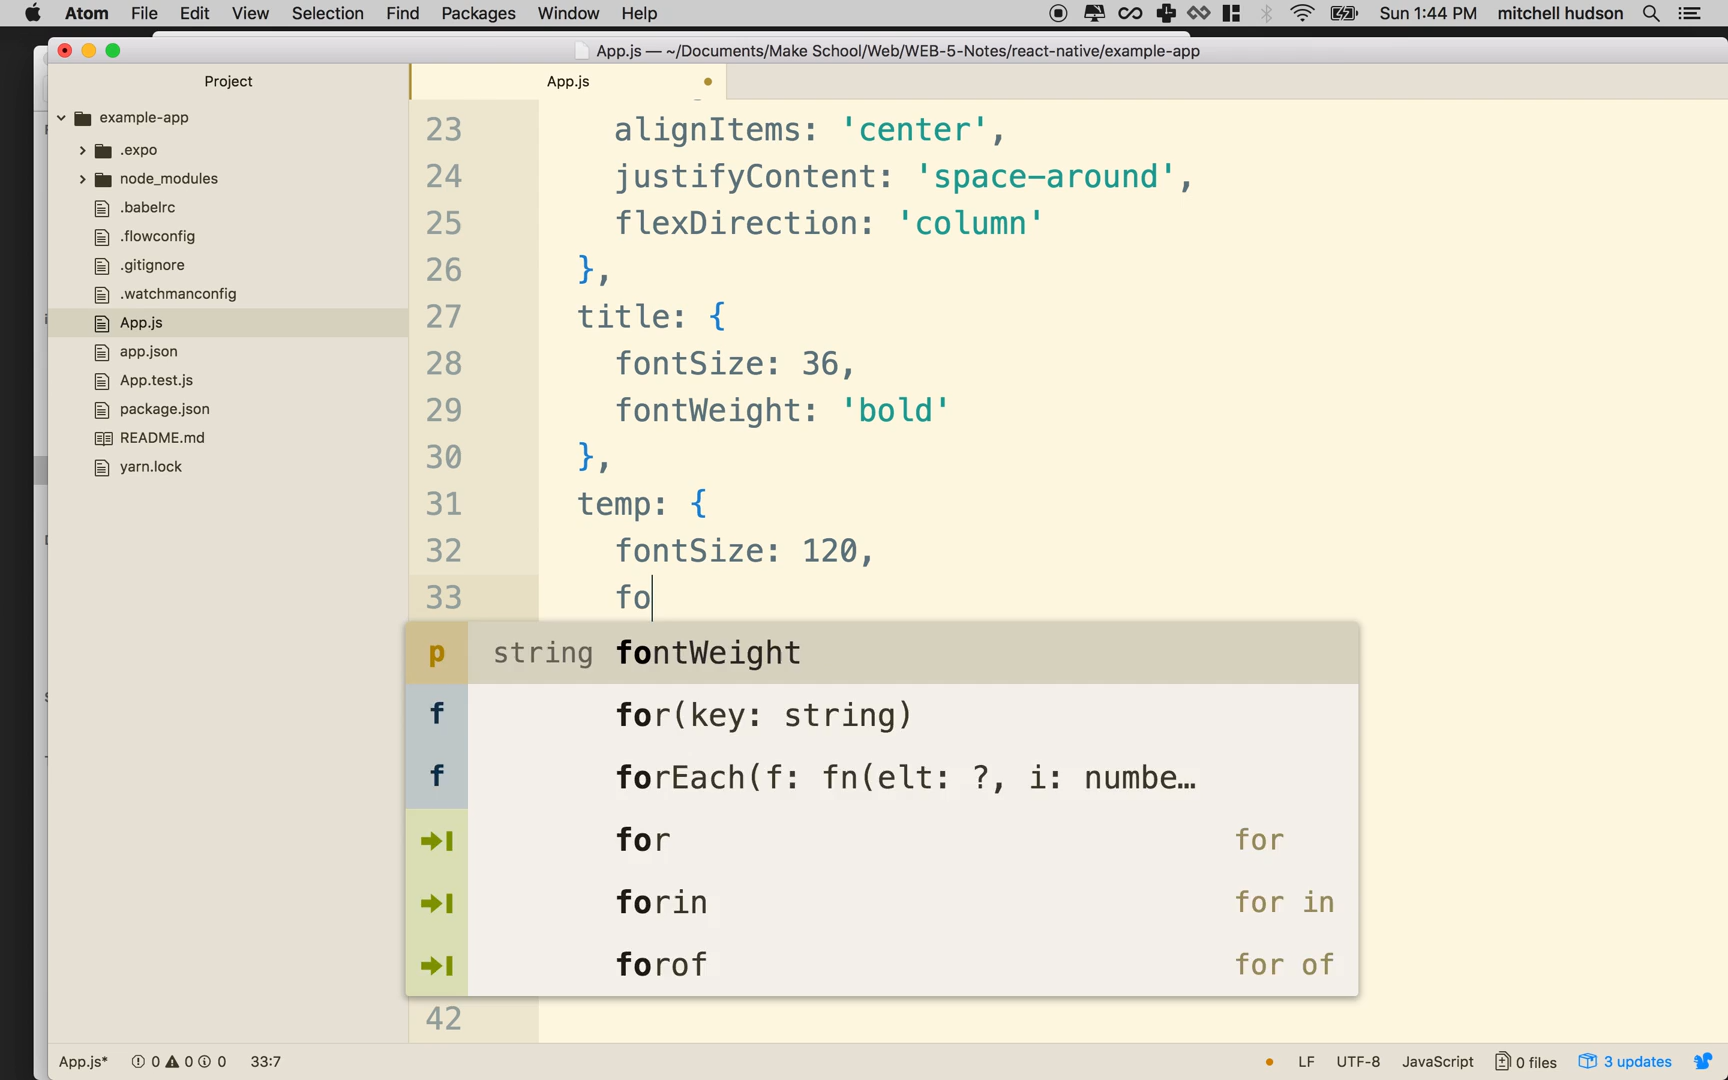 Atom File Edit View Selection Find Packages Window Help Sun 1:44 PM mitchell hudson
App.js — ~/Documents/Make School/Web/WEB-5-Notes/react-native/example-app
Project
App.js
example-app
.expo
node_modules
.babelrc
.flowconfig
.gitignore
.watchmanconfig
App.js
app.json
App.test.js
package.json
README.md
yarn.lock
23 alignItems: 'center',
24 justifyContent: 'space-around',
25 flexDirection: 'column'
26 },
27 title: {
28 fontSize: 36,
29 fontWeight: 'bold'
30 },
31 temp: {
32 fontSize: 120,
33 fo
p string fontWeight
f for(key: string)
f forEach(f: fn(elt: ?, i: numbe…
for for
forin for in
forof for of
42
App.js* 0 0 0 33:7 LF UTF-8 JavaScript 0 files 3 updates